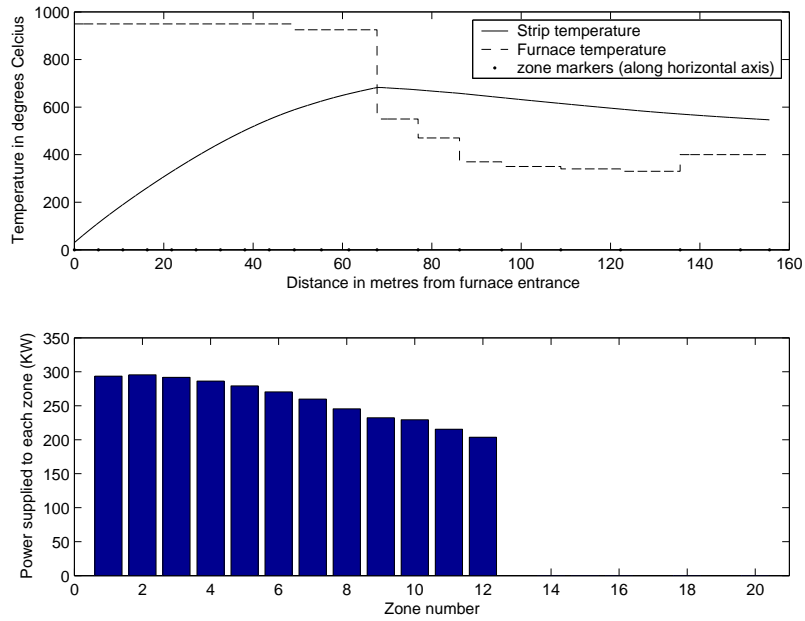 1000
800
600
400
200
0
Temperature in degrees Celcius
Strip temperature
Furnace temperature
zone markers (along horizontal axis)
0 20 40 60 80 100 120 140 160
Distance in metres from furnace entrance
350
300
250
200
150
100
50
0
Power supplied to each zone (KW)
0 2 4 6 8 10 12 14 16 18 20
Zone number